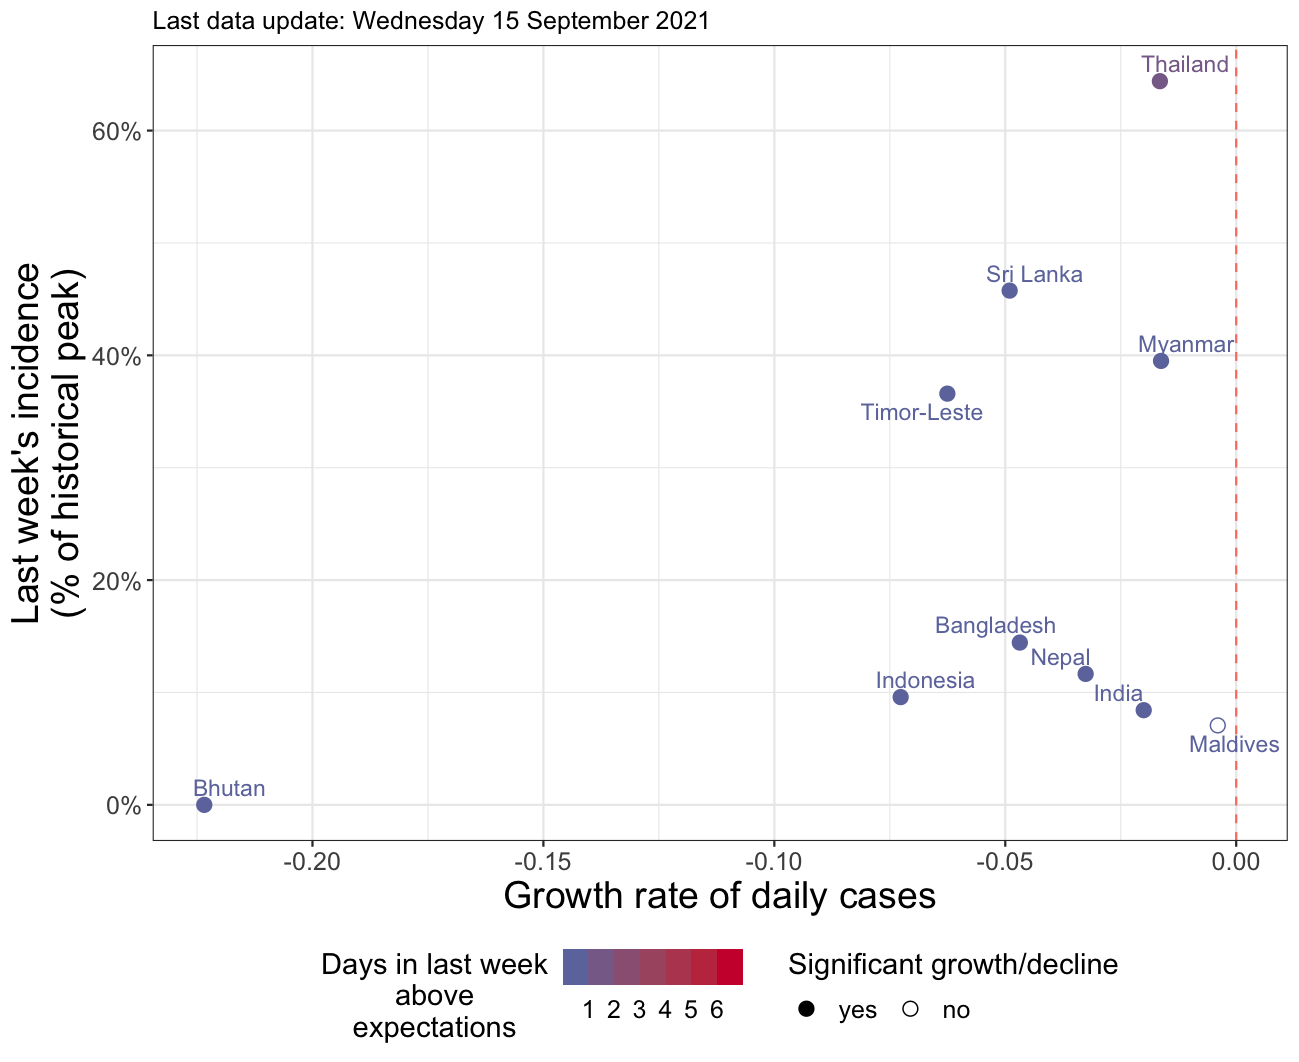 Last data update: Wednesday 15 September 2021
Thailand
60%
Sri Lanka
Myanmar
40%
Timor-Leste
Last week's incidence
(% of historical peak)
20%
Bangladesh
Nepal
Indonesia
India
Maldives
Bhutan
0%
-0.20 -0.15 -0.10 -0.05 0.00
Growth rate of daily cases
Days in last week
above
expectations
1 2 3 4 5 6
Significant growth/decline
yes no